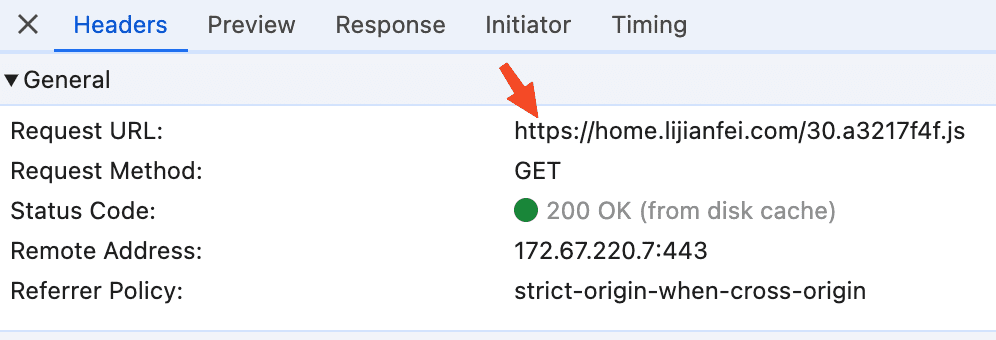 Headers Preview Response Initiator Timing
General
Request URL: https://home.lijianfei.com/30.a3217f4f.js
Request Method: GET
Status Code: 200 OK (from disk cache)
Remote Address: 172.67.220.7:443
Referrer Policy: strict-origin-when-cross-origin